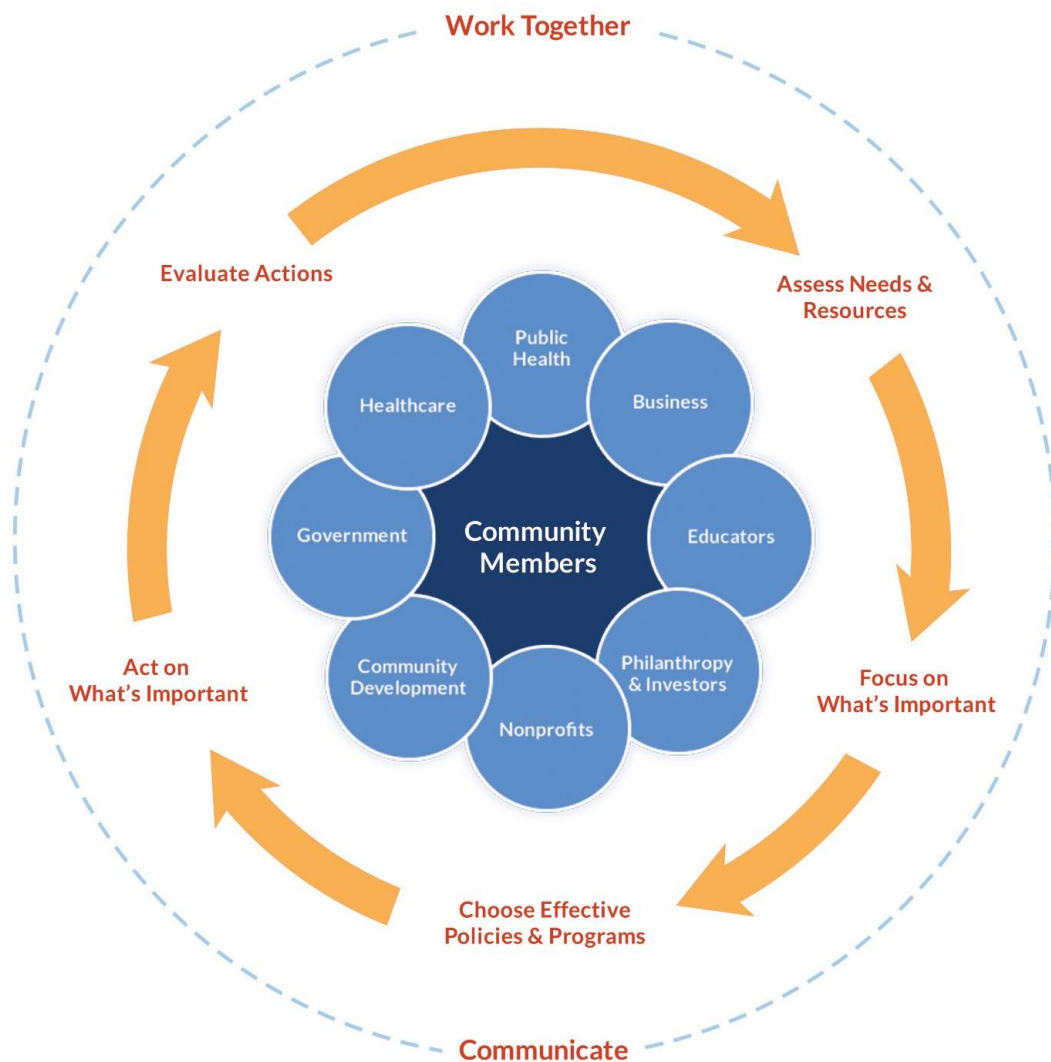 Work Together
Evaluate Actions
Assess Needs &
Resources
Public
Health
Healthcare
Business
Government
Community
Members
Educators
Community
Development
Philanthropy
& Investors
Nonprofits
Act on
What’s Important
Focus on
What’s Important
Choose Effective
Policies & Programs
Communicate